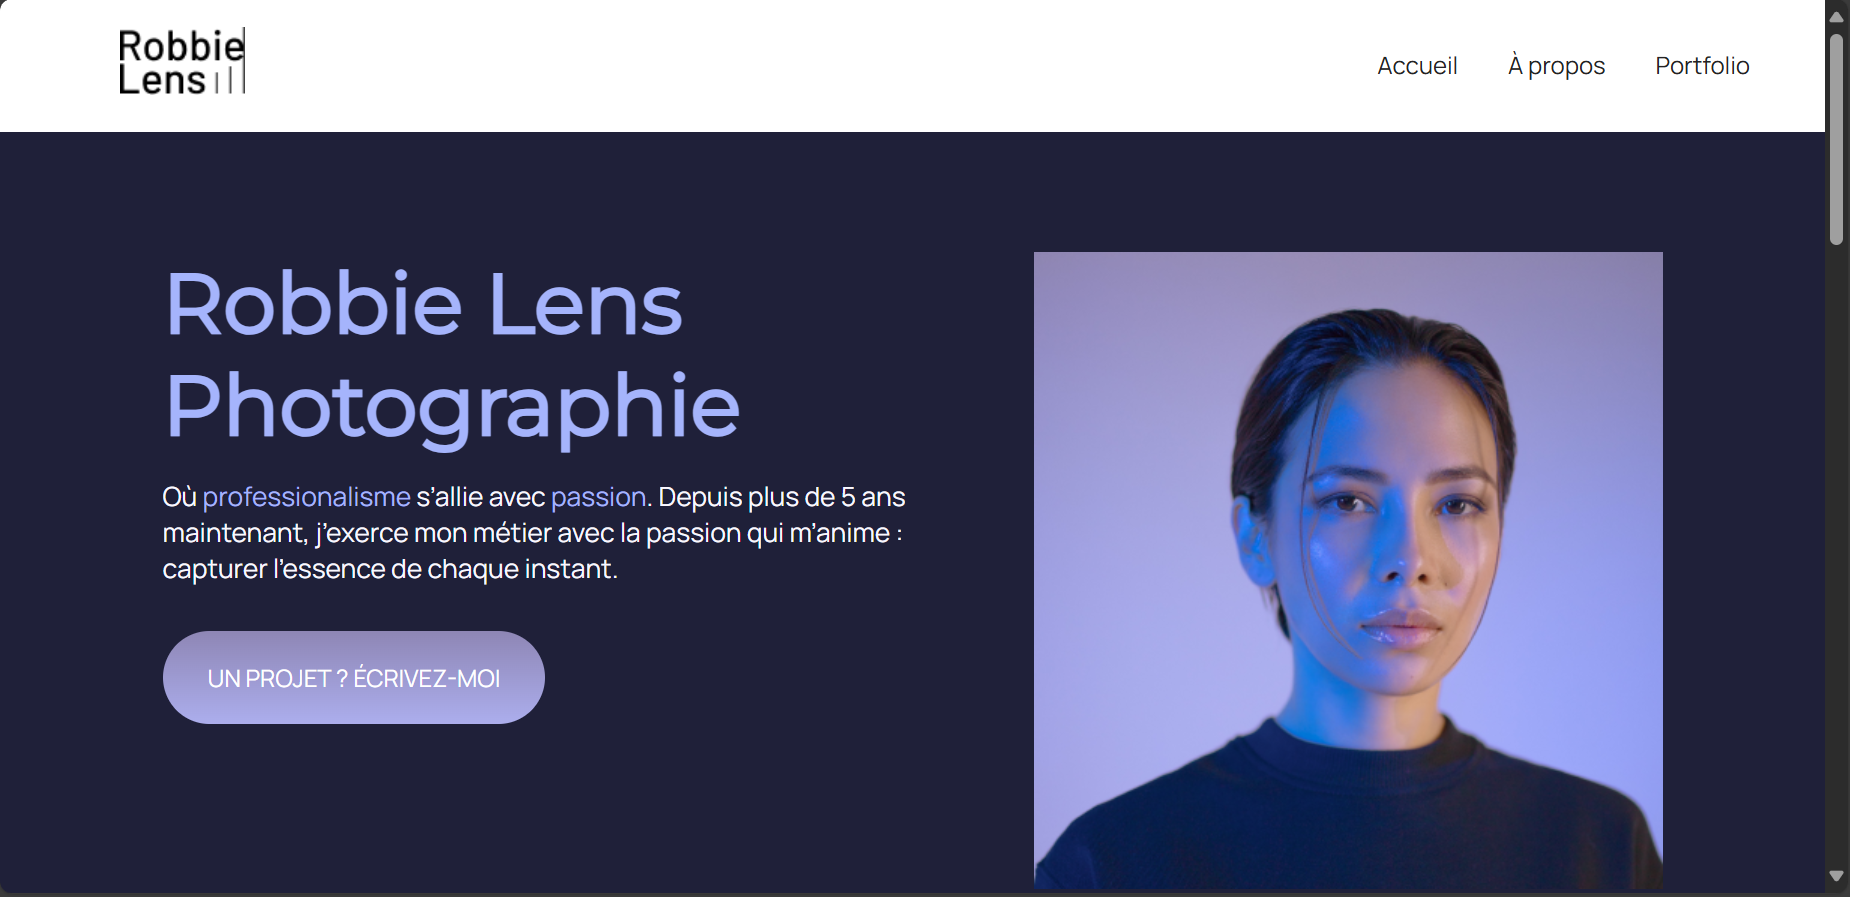 Robbie
Lens
Accueil
À propos
Portfolio
Robbie Lens
Photographie
Où professionalisme s’allie avec passion. Depuis plus de 5 ans
maintenant, j’exerce mon métier avec la passion qui m’anime :
capturer l’essence de chaque instant.
UN PROJET ? ÉCRIVEZ-MOI